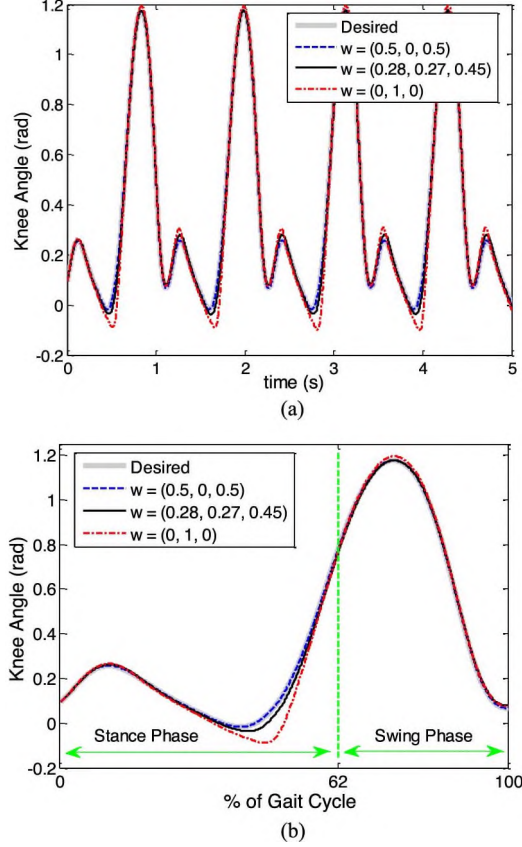 1.2
1
0.8
0.6
0.4
0.2
0
-0.2
Knee Angle (rad)
Desired
w = (0.5, 0, 0.5)
w = (0.28, 0.27, 0.45)
w = (0, 1, 0)
0 1 2 3 4 5
time (s)
(a)
1.2
1
0.8
0.6
0.4
1.2
0
-0.2
Knee Angle (rad)
Desired
w = (0.5, 0, 0.5)
w = (0.28, 0.27, 0.45)
w = (0, 1, 0)
Stance Phase
Swing Phase
0 62 100
% of Gait Cycle
(b)